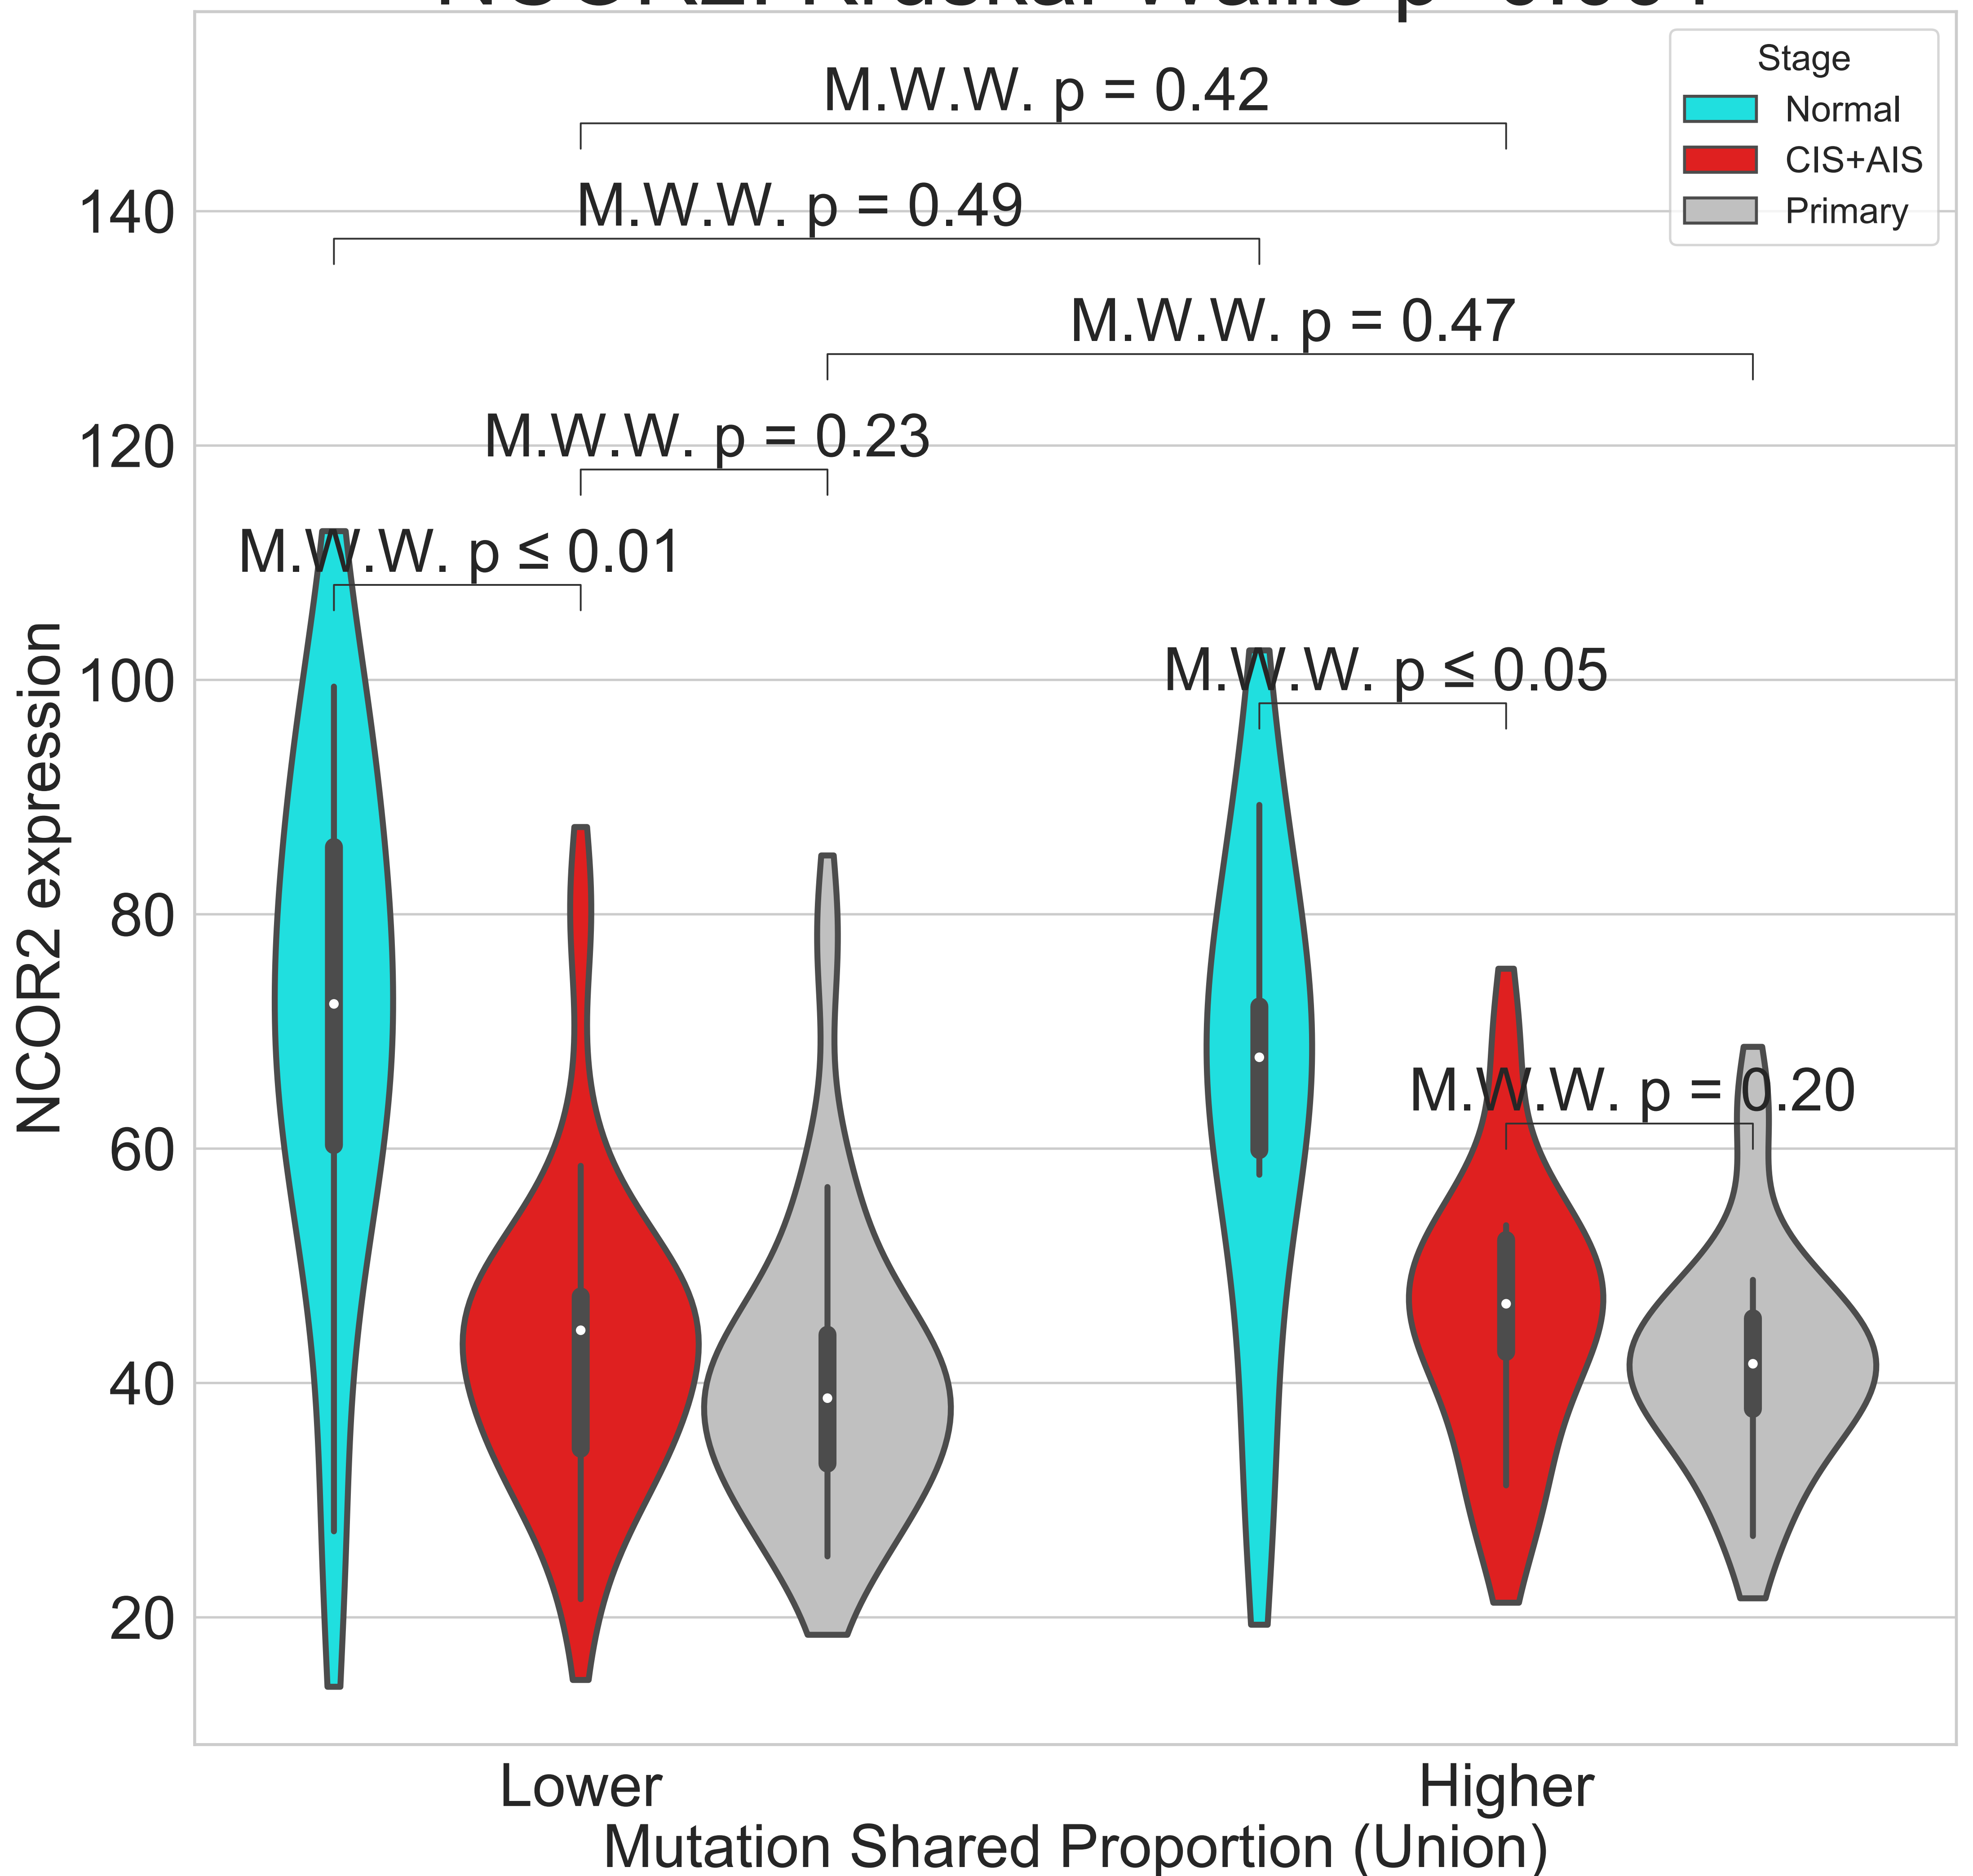 Stage
Normal
CIS+AIS
Primary
M.W.W. p = 0.42
M.W.W. p = 0.49
M.W.W. p = 0.47
M.W.W. p = 0.23
M.W.W. p ≤ 0.01
M.W.W. p ≤ 0.05
M.W.W. p = 0.20
140
120
100
80
60
40
20
NCOR2 expression
Lower
Higher
Mutation Shared Proportion (Union)